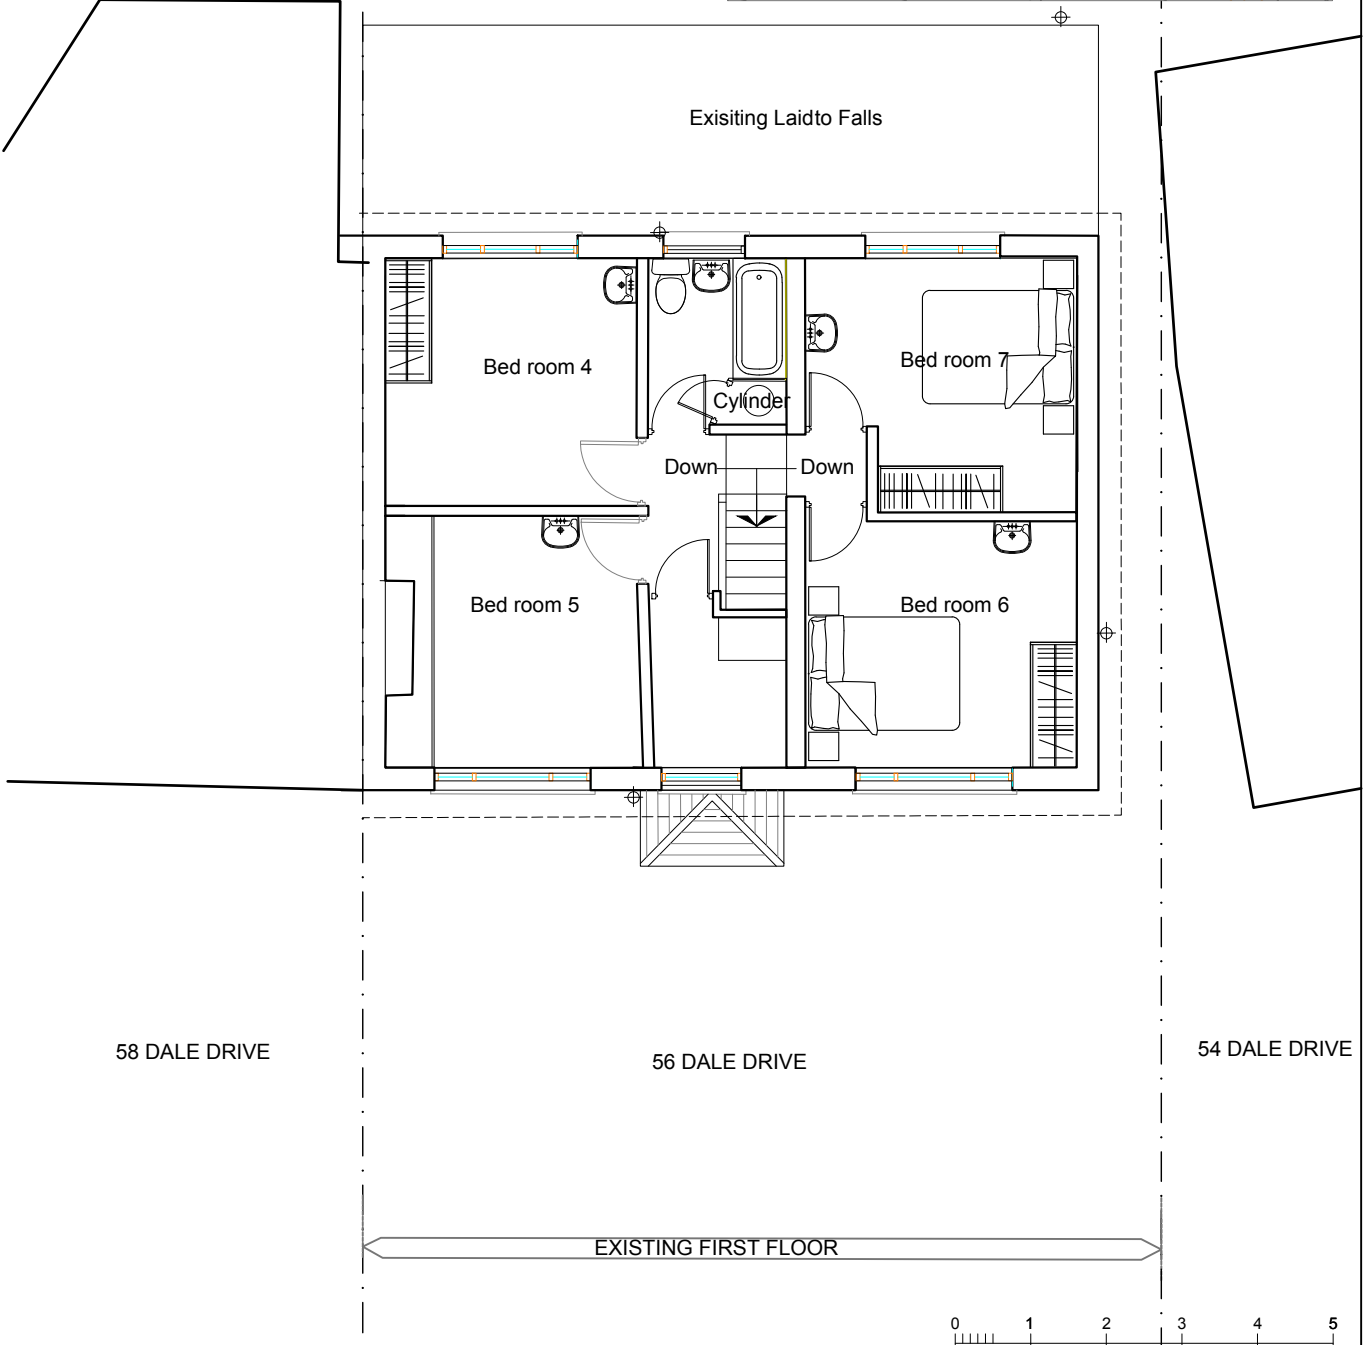 Exisiting Laidto Falls
Bed room 4
Bed room 7
Cylinder
Down
Down
Bed room 5
Bed room 6
58 DALE DRIVE
56 DALE DRIVE
54 DALE DRIVE
EXISTING FIRST FLOOR
0 1 2 3 4 5